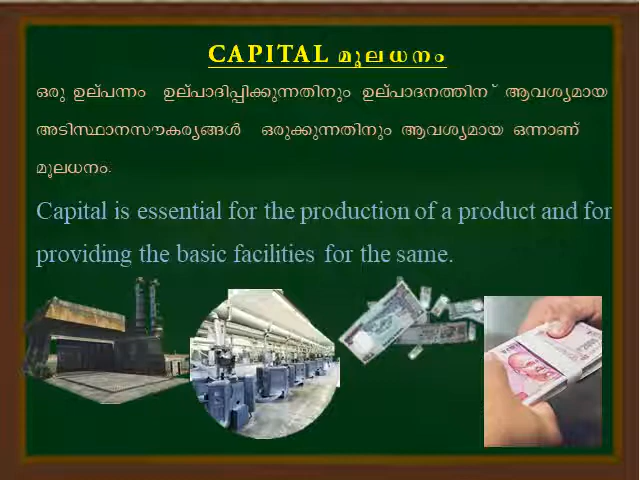 CAPITAL മൂലധനം
ഒരു ഉല്പന്നം ഉല്പാദിപ്പിക്കുന്നതിനും ഉല്പാദനത്തിന് ആവശ്യമായ
അടിസ്ഥാനസൗകര്യങ്ങൾ ഒരുക്കുന്നതിനും ആവശ്യമായ ഒന്നാണ്
മൂലധനം.
Capital is essential for the production of a product and for
providing the basic facilities for the same.